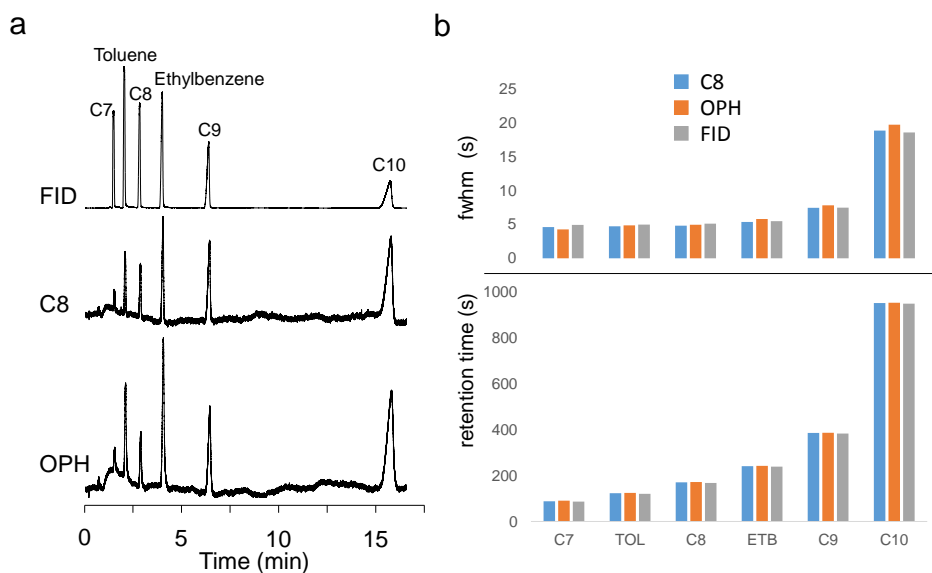 a
Toluene
C7
C8
Ethylbenzene
C9
C10
FID
C8
OPH
0 5 10 15
Time (min)
b
C8
OPH
FID
fwhm (s)
25
20
15
10
5
0
retention time (s)
1000
800
600
400
200
0
C7 TOL C8 ETB C9 C10